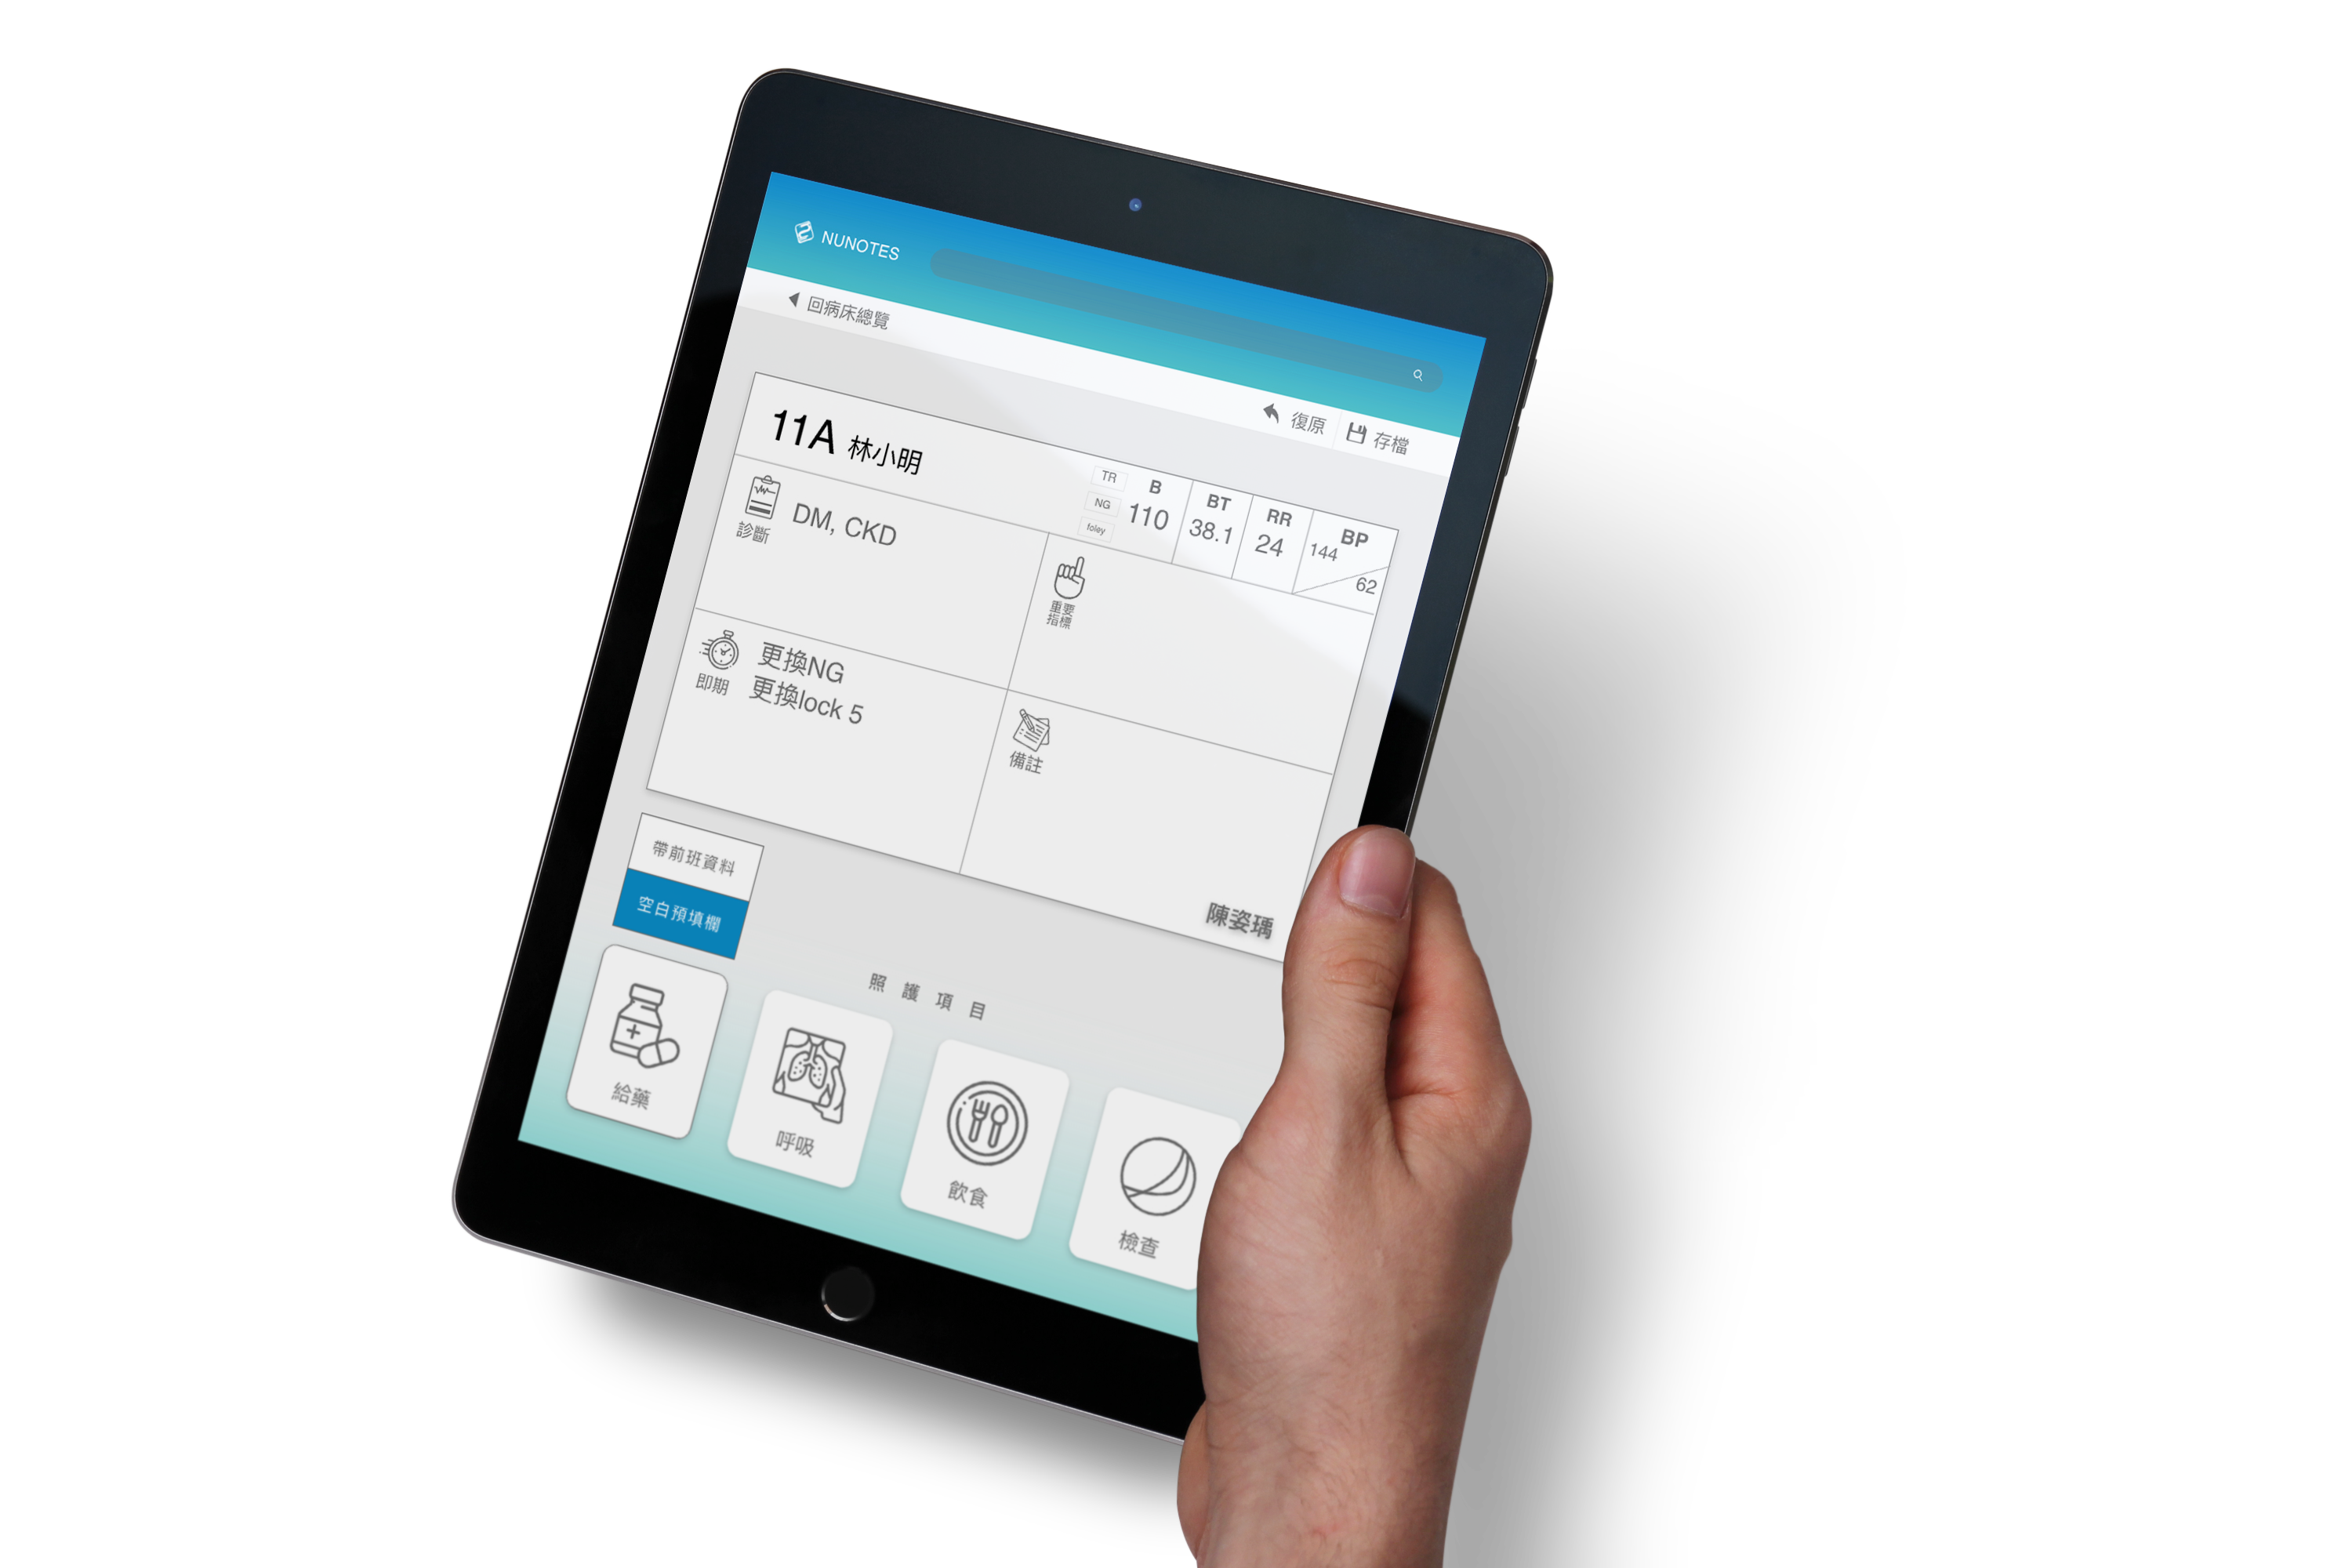 NUNOTES
回病床總覽
復原 存檔
11A 林小明
TR
NG
foley
B
110
BT
38.1
RR
24
BP
144
62
診斷
DM, CKD
重要
指標
即期
更換NG
更換lock 5
備註
陳姿瑀
帶前班資料
空白預填欄
照護項目
給藥
呼吸
飲食
檢查